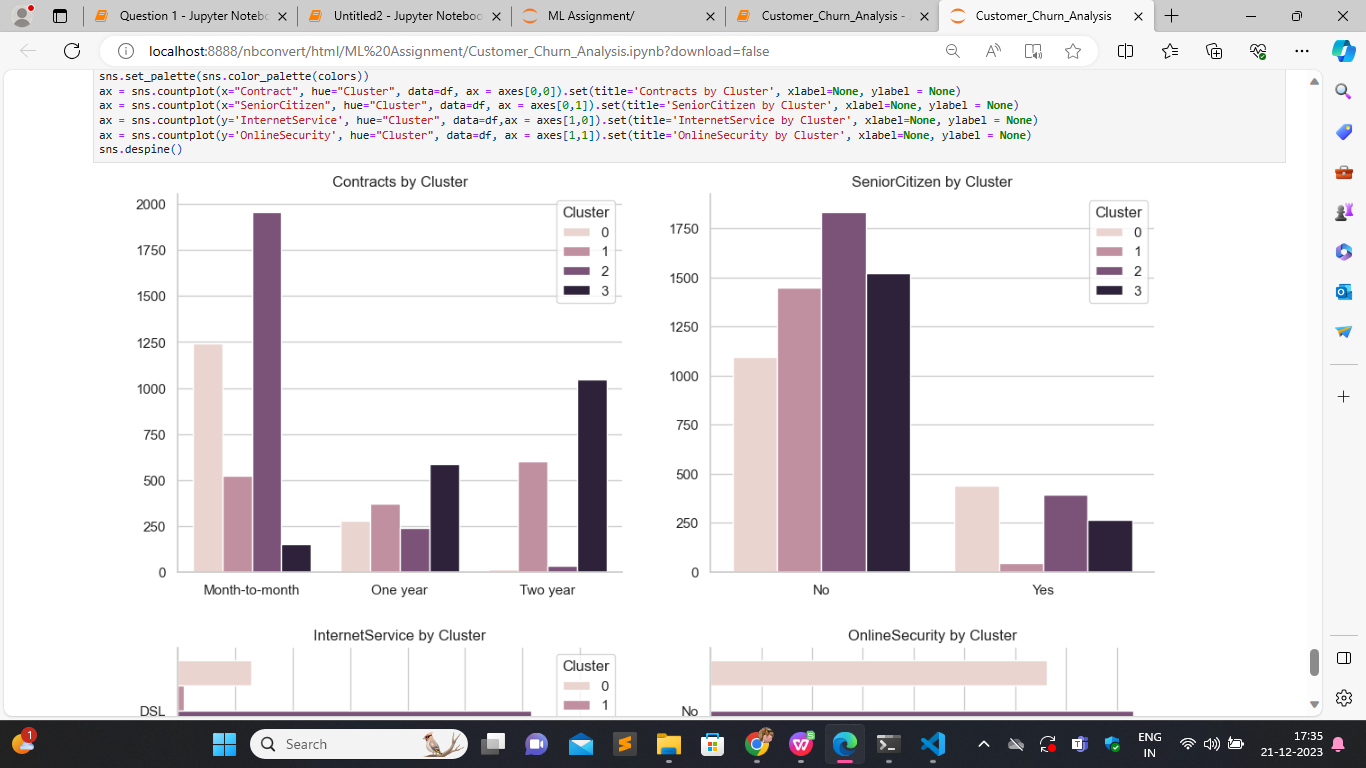 Question 1 - Jupyter Notebo
Untitled2 - Jupyter Noteboo
ML Assignment/
Customer_Churn_Analysis -
Customer_Churn_Analysis
localhost:8888/nbconvert/html/ML%20Assignment/Customer_Churn_Analysis.ipynb?download=false
sns.set_palette(sns.color_palette(colors))
ax = sns.countplot(x="Contract", hue="Cluster", data=df, ax = axes[0,0]).set(title='Contracts by Cluster', xlabel=None, ylabel = None)
ax = sns.countplot(x="SeniorCitizen", hue="Cluster", data=df, ax = axes[0,1]).set(title='SeniorCitizen by Cluster', xlabel=None, ylabel = None)
ax = sns.countplot(y='InternetService', hue="Cluster", data=df,ax = axes[1,0]).set(title='InternetService by Cluster', xlabel=None, ylabel = None)
ax = sns.countplot(y='OnlineSecurity', hue="Cluster", data=df, ax = axes[1,1]).set(title='OnlineSecurity by Cluster', xlabel=None, ylabel = None)
sns.despine()
Contracts by Cluster
2000
1750
1500
1250
1000
750
500
250
0
Cluster
0
1
2
3
Month-to-month
One year
Two year
SeniorCitizen by Cluster
1750
1500
1250
1000
750
500
250
0
Cluster
0
1
2
3
No
Yes
InternetService by Cluster
Cluster
0
1
DSL
OnlineSecurity by Cluster
No
1
Search
ENG
IN
17:35
21-12-2023